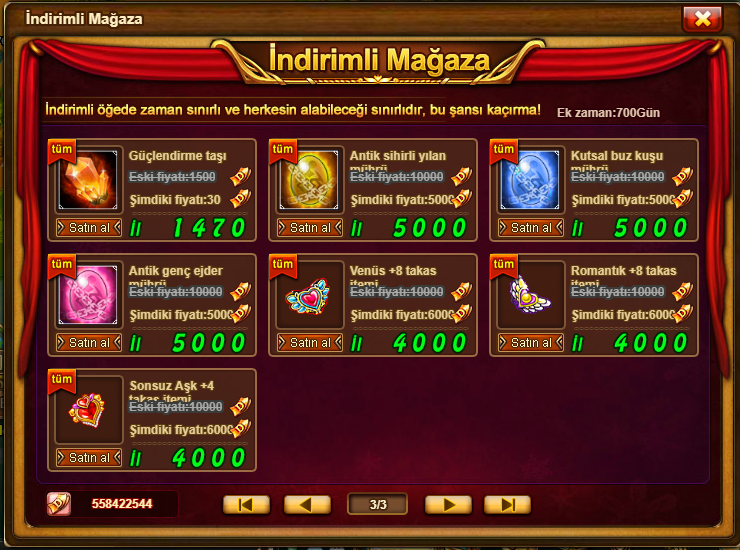 İndirimli Mağaza
İndirimli Mağaza
İndirimli öğede zaman sınırlı ve herkesin alabileceği sınırlıdır, bu şansı kaçırma!
Ek zaman:700Gün
tüm
Güçlendirme taşı
Eski fiyatı:1500
Şimdiki fiyatı:30
Satın al
İl 1470
tüm
Antik sihirli yılan
mührü
Eski fiyatı:10000
Şimdiki fiyatı:5000
Satın al
İl 5000
tüm
Kutsal buz kuşu
mührü
Eski fiyatı:10000
Şimdiki fiyatı:5000
Satın al
İl 5000
tüm
Antik genç ejder
mührü
Eski fiyatı:10000
Şimdiki fiyatı:5000
Satın al
İl 5000
tüm
Venüs +8 takas
itemi
Eski fiyatı:10000
Şimdiki fiyatı:6000
Satın al
İl 4000
tüm
Romantık +8 takas
itemi
Eski fiyatı:10000
Şimdiki fiyatı:6000
Satın al
İl 4000
tüm
Sonsuz Aşk +4
takas itemi
Eski fiyatı:10000
Şimdiki fiyatı:6000
Satın al
İl 4000
558422544
3/3